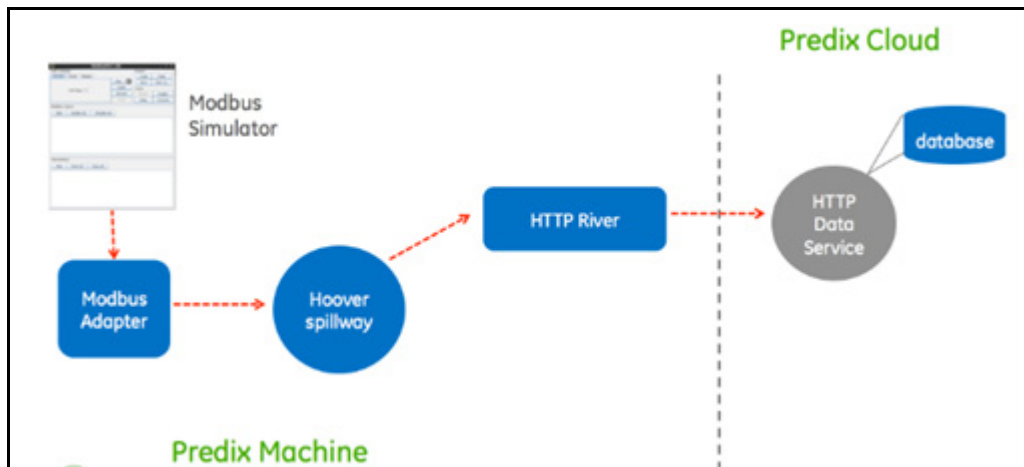 Predix Cloud
Modbus
Simulator
database
HTTP River
HTTP
Data
Service
Modbus
Adapter
Hoover
spillway
Predix Machine